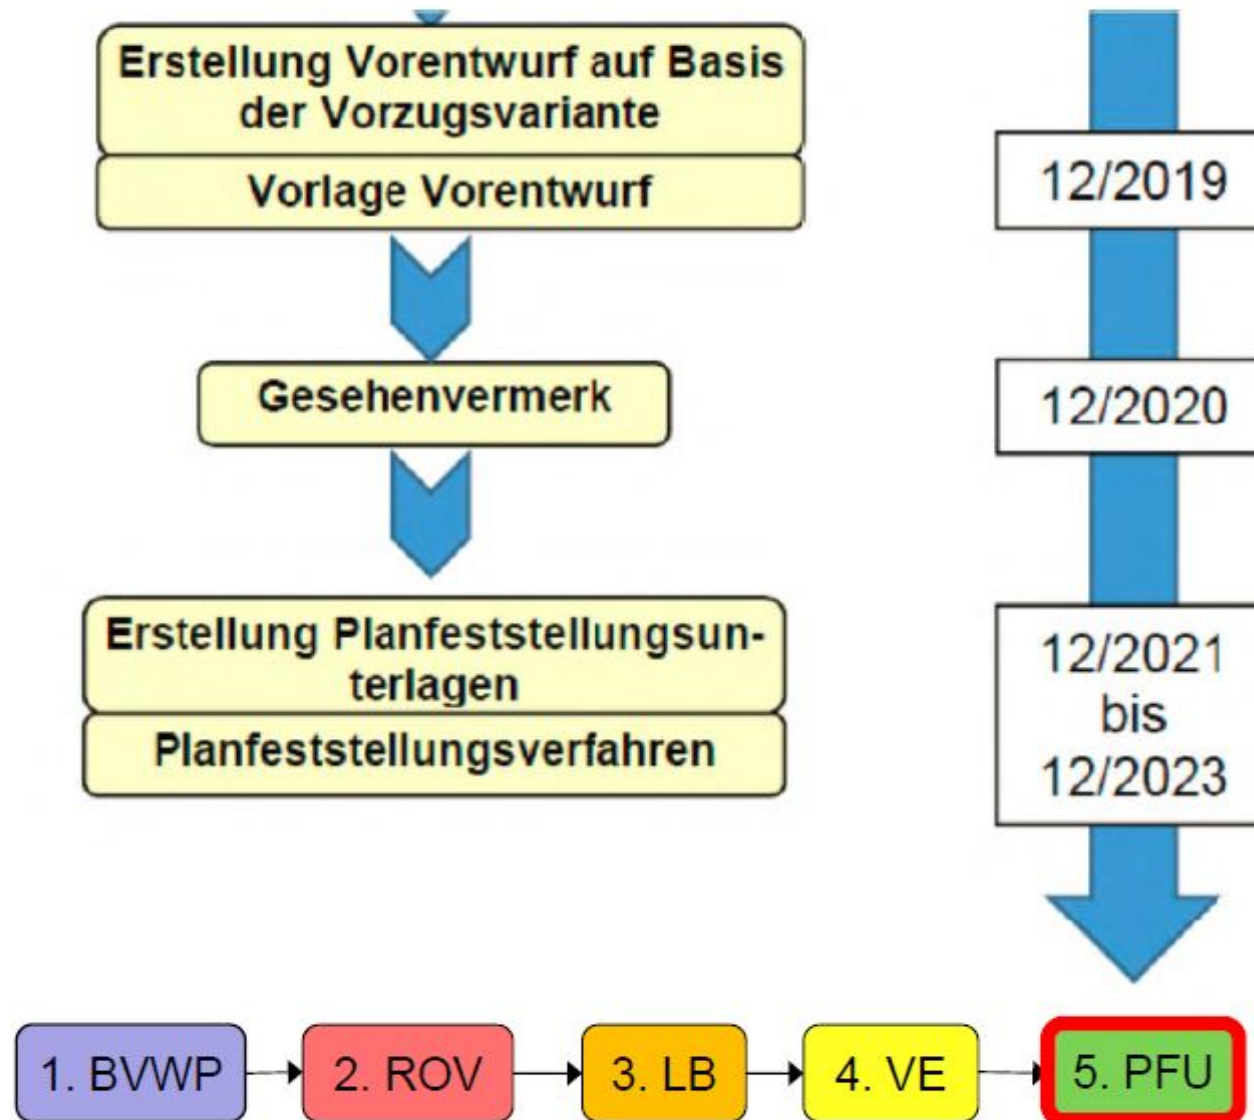 Erstellung Vorentwurf auf Basis
der Vorzugsvariante
Vorlage Vorentwurf
12/2019
Gesehenvermerk
12/2020
Erstellung Planfeststellungsun-
terlagen
Planfeststellungsverfahren
12/2021
bis
12/2023
1. BVWP
2. ROV
3. LB
4. VE
5. PFU